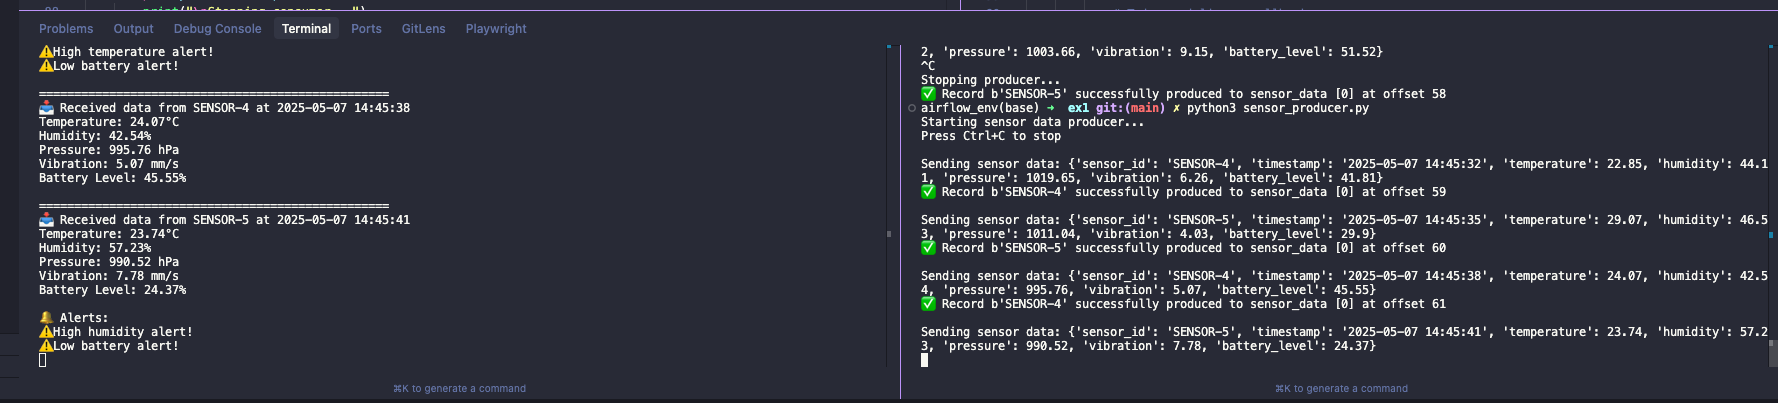 Problems Output Debug Console Terminal Ports GitLens Playwright
⚠️High temperature alert!
⚠️Low battery alert!
==================================================
📥 Received data from SENSOR-4 at 2025-05-07 14:45:38
Temperature: 24.07°C
Humidity: 42.54%
Pressure: 995.76 hPa
Vibration: 5.07 mm/s
Battery Level: 45.55%
==================================================
📥 Received data from SENSOR-5 at 2025-05-07 14:45:41
Temperature: 23.74°C
Humidity: 57.23%
Pressure: 990.52 hPa
Vibration: 7.78 mm/s
Battery Level: 24.37%
🔔 Alerts:
⚠️High humidity alert!
⚠️Low battery alert!
⌘K to generate a command
2, 'pressure': 1003.66, 'vibration': 9.15, 'battery_level': 51.52}
^C
Stopping producer...
✅ Record b'SENSOR-5' successfully produced to sensor_data [0] at offset 58
airflow_env(base) ➜ ex1 git:(main) ✗ python3 sensor_producer.py
Starting sensor data producer...
Press Ctrl+C to stop
Sending sensor data: {'sensor_id': 'SENSOR-4', 'timestamp': '2025-05-07 14:45:32', 'temperature': 22.85, 'humidity': 44.1
1, 'pressure': 1019.65, 'vibration': 6.26, 'battery_level': 41.81}
✅ Record b'SENSOR-4' successfully produced to sensor_data [0] at offset 59
Sending sensor data: {'sensor_id': 'SENSOR-5', 'timestamp': '2025-05-07 14:45:35', 'temperature': 29.07, 'humidity': 46.5
3, 'pressure': 1011.04, 'vibration': 4.03, 'battery_level': 29.9}
✅ Record b'SENSOR-5' successfully produced to sensor_data [0] at offset 60
Sending sensor data: {'sensor_id': 'SENSOR-4', 'timestamp': '2025-05-07 14:45:38', 'temperature': 24.07, 'humidity': 42.5
4, 'pressure': 995.76, 'vibration': 5.07, 'battery_level': 45.55}
✅ Record b'SENSOR-4' successfully produced to sensor_data [0] at offset 61
Sending sensor data: {'sensor_id': 'SENSOR-5', 'timestamp': '2025-05-07 14:45:41', 'temperature': 23.74, 'humidity': 57.2
3, 'pressure': 990.52, 'vibration': 7.78, 'battery_level': 24.37}
⌘K to generate a command